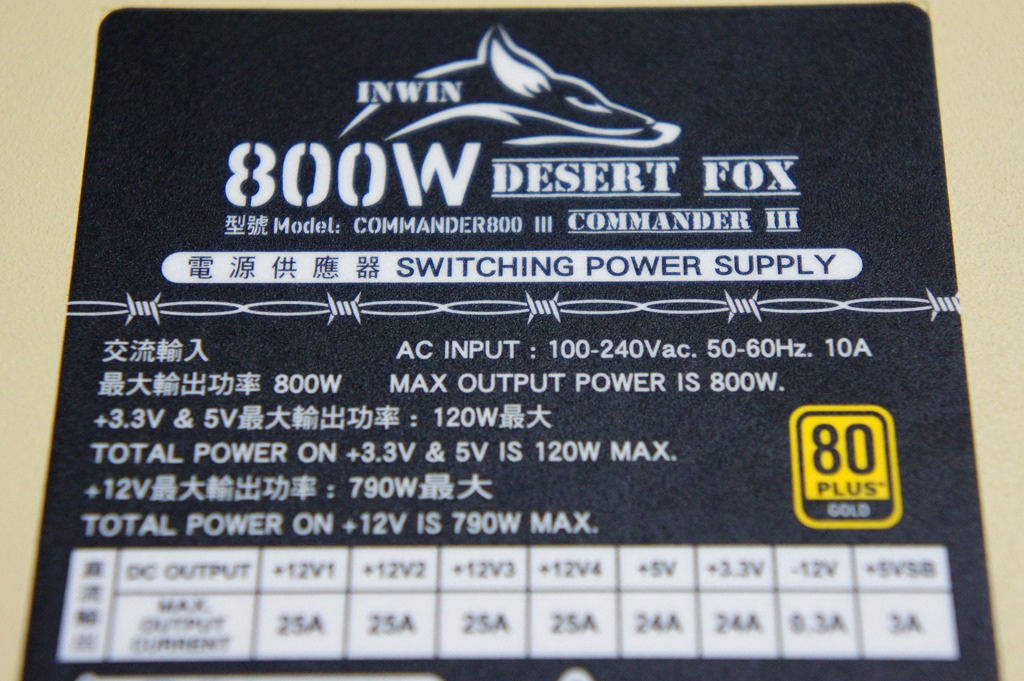 INWIN
800W DESERT FOX
型號 Model: COMMANDER800 III COMMANDER III
電源供應器 SWITCHING POWER SUPPLY
交流輸入 AC INPUT : 100-240Vac. 50-60Hz. 10A
最大輸出功率 800W MAX OUTPUT POWER IS 800W.
+3.3V & 5V最大輸出功率 : 120W最大
TOTAL POWER ON +3.3V & 5V IS 120W MAX.
+12V最大輸出功率 : 790W最大
TOTAL POWER ON +12V IS 790W MAX.
80
PLUS™
GOLD
直流輸出 DC OUTPUT +12V1 +12V2 +12V3 +12V4 +5V +3.3V -12V +5VSB
MAX. OUTPUT CURRENT 25A 25A 25A 25A 24A 24A 0.3A 3A